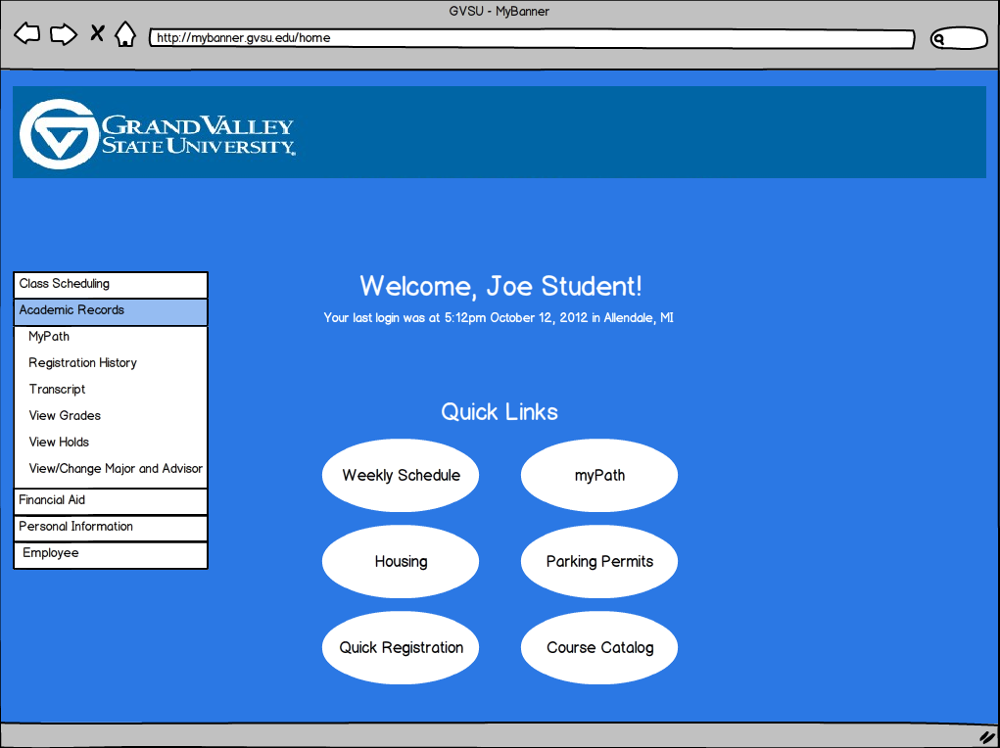 GVSU - MyBanner
http://mybanner.gvsu.edu/home
GRAND VALLEY
STATE UNIVERSITY.
Class Scheduling
Academic Records
MyPath
Registration History
Transcript
View Grades
View Holds
View/Change Major and Advisor
Financial Aid
Personal Information
Employee
Welcome, Joe Student!
Your last login was at 5:12pm October 12, 2012 in Allendale, MI
Quick Links
Weekly Schedule
myPath
Housing
Parking Permits
Quick Registration
Course Catalog